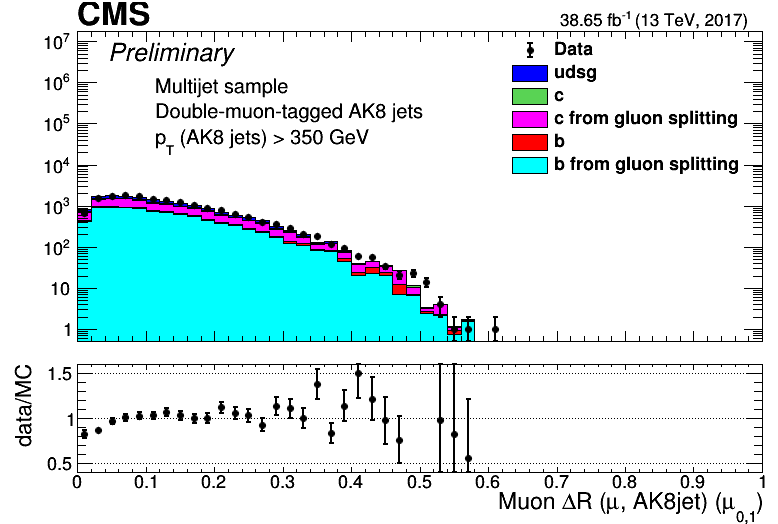 CMS
38.65 fb⁻¹ (13 TeV, 2017)
Preliminary
Multijet sample
Double-muon-tagged AK8 jets
p_T (AK8 jets) > 350 GeV
Data
udsg
c
c from gluon splitting
b
b from gluon splitting
10⁷
10⁶
10⁵
10⁴
10³
10²
10
1
data/MC
1.5
1
0.5
0 0.1 0.2 0.3 0.4 0.5 0.6 0.7 0.8 0.9 1
Muon ΔR (μ, AK8jet) (μ_{0,1})